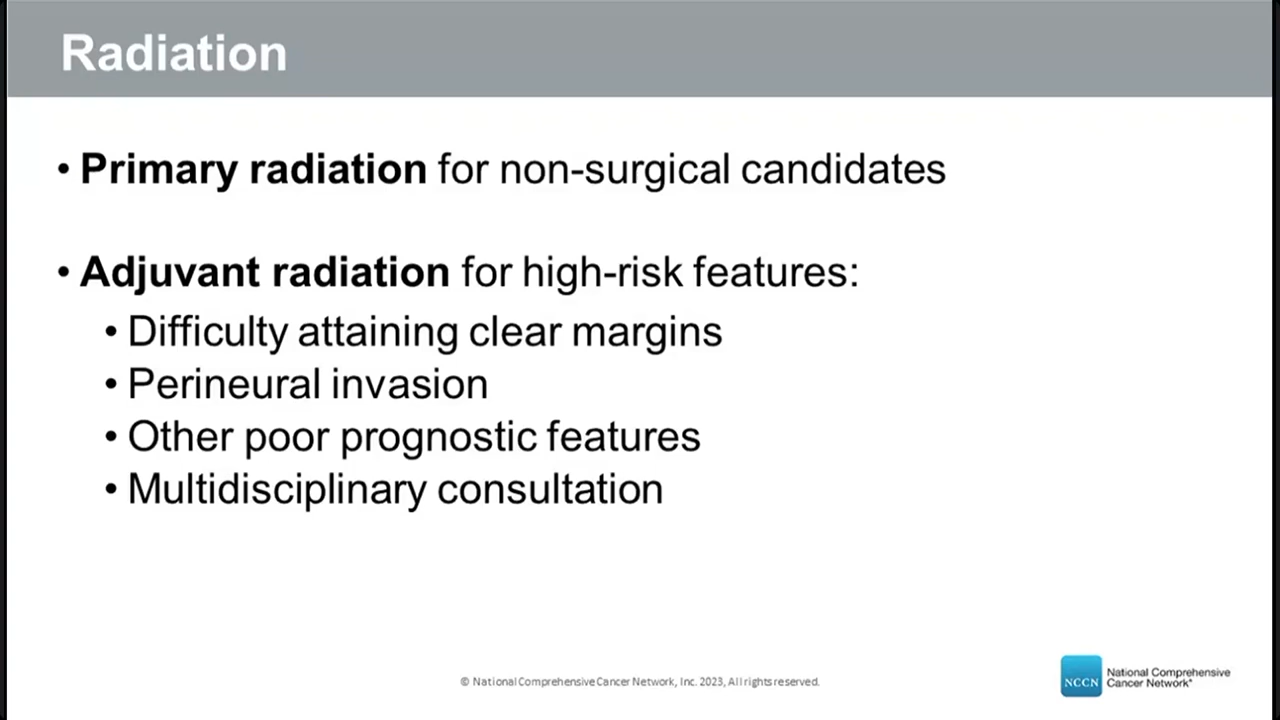 Radiation
• Primary radiation for non-surgical candidates
• Adjuvant radiation for high-risk features:
• Difficulty attaining clear margins
• Perineural invasion
• Other poor prognostic features
• Multidisciplinary consultation
© National Comprehensive Cancer Network, Inc. 2023, All rights reserved.
NCCN
National Comprehensive
Cancer Network®